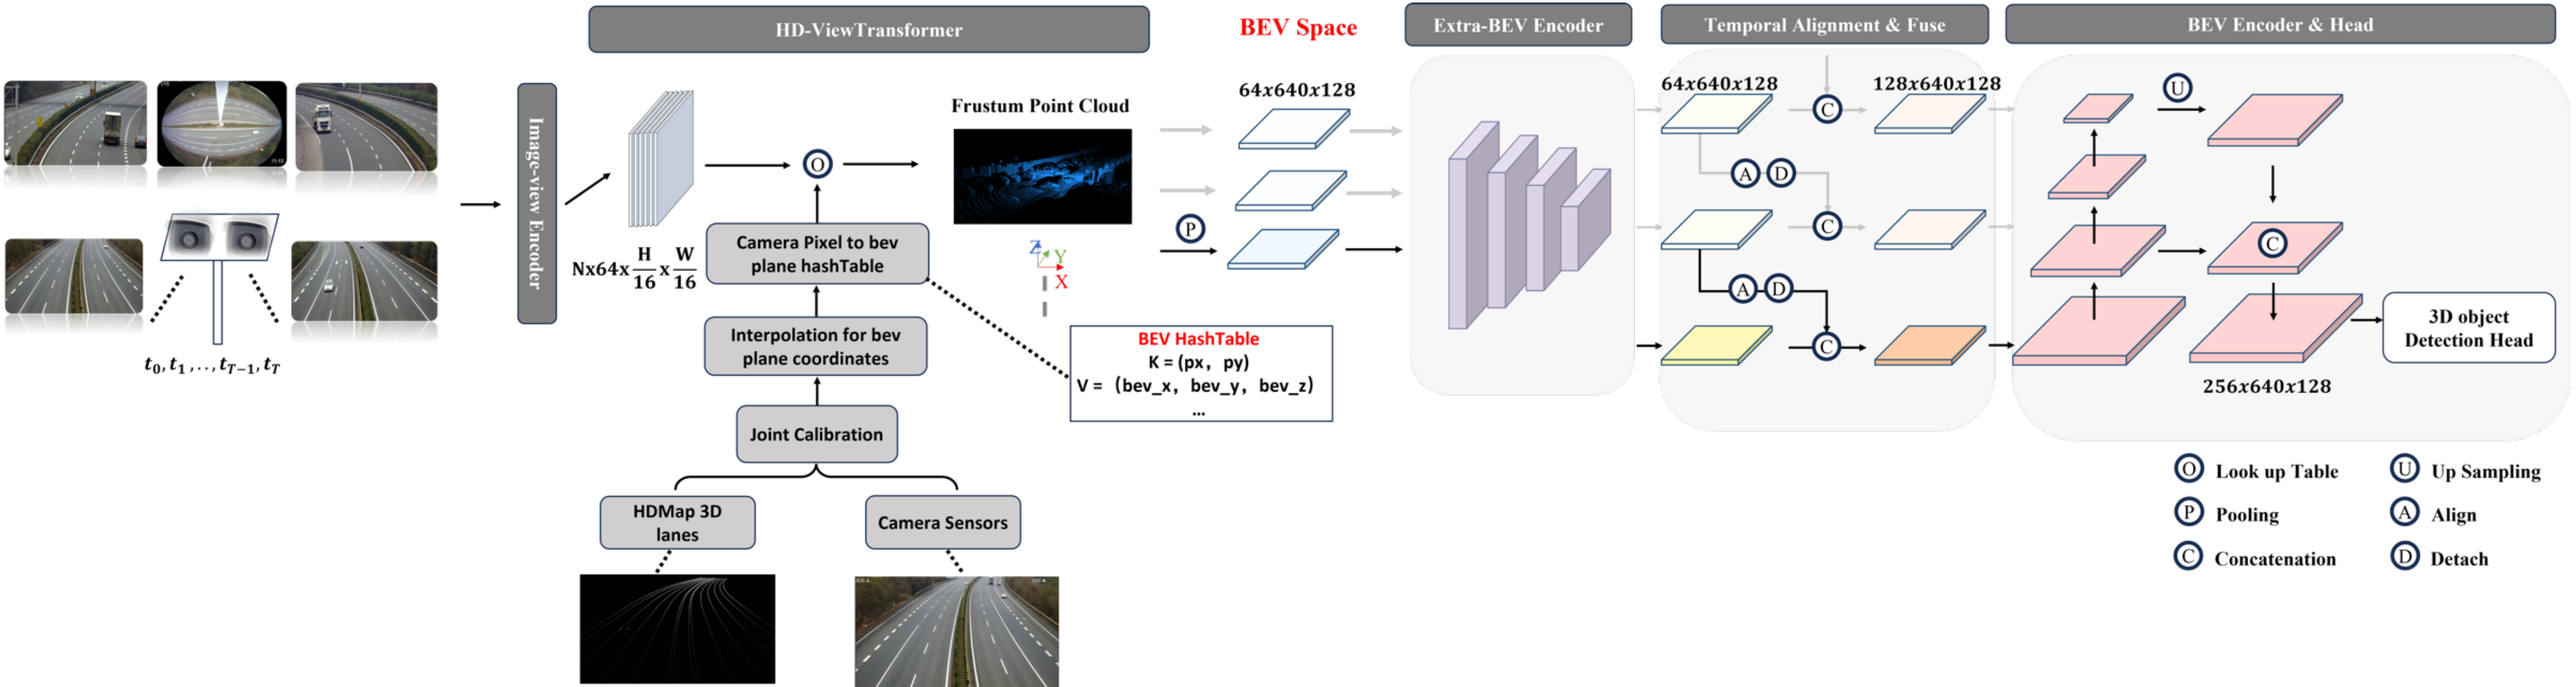 HD-ViewTransformer
BEV Space
Extra-BEV Encoder
Temporal Alignment & Fuse
BEV Encoder & Head
t₀, t₁ , . . , t_{T−1}, t_T
Image-view Encoder
Nx64x H/16 x W/16
O
Frustum Point Cloud
Camera Pixel to bev
plane hashTable
Interpolation for bev
plane coordinates
Joint Calibration
HDMap 3D
lanes
Camera Sensors
Z
Y
X
P
BEV HashTable
K = (px, py)
V = (bev_x, bev_y, bev_z)
...
64x640x128
64x640x128
128x640x128
C
A D
C
A D
C
U
C
256x640x128
3D object
Detection Head
O Look up Table
U Up Sampling
P Pooling
A Align
C Concatenation
D Detach